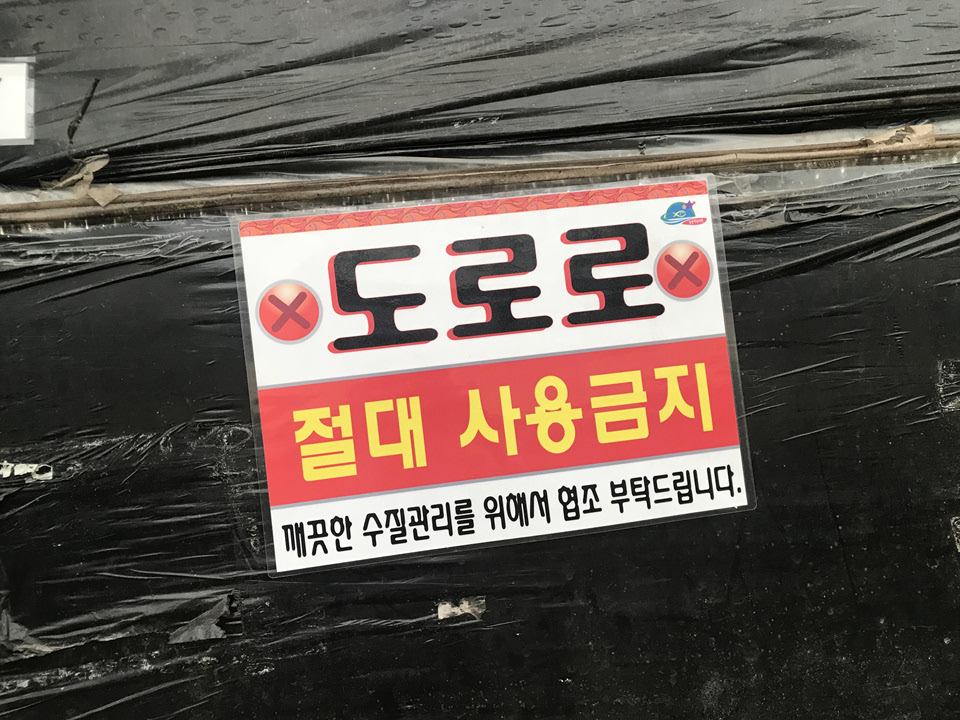 도로로
절대 사용금지
깨끗한 수질관리를 위해서 협조 부탁드립니다.